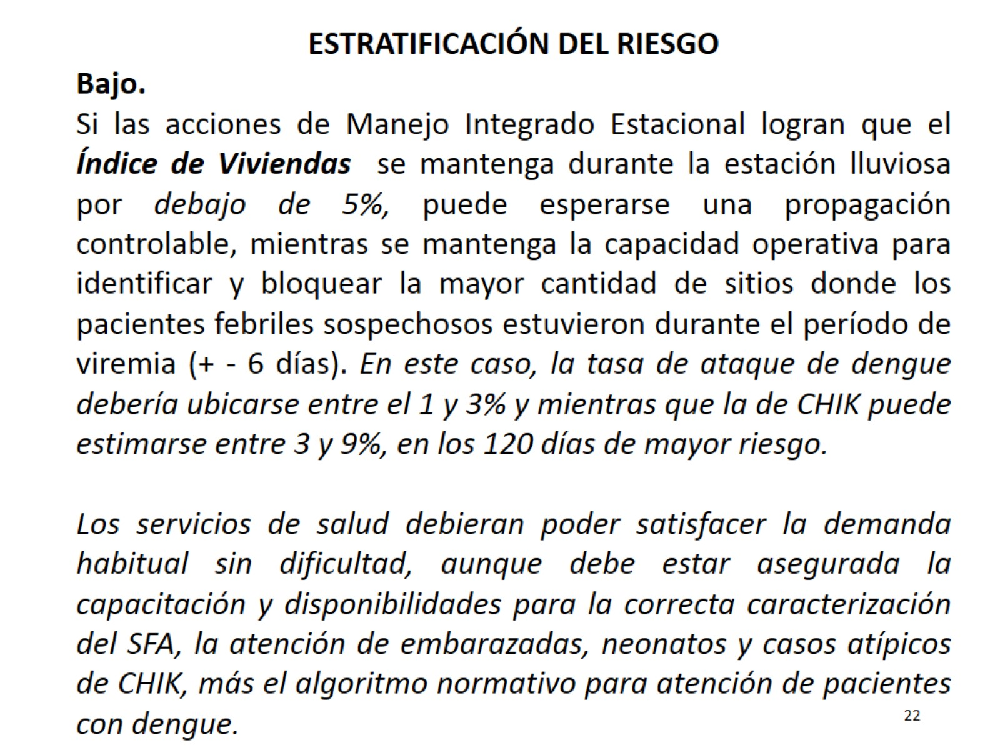 ESTRATIFICACIÓN DEL RIESGO
Bajo.
Si las acciones de Manejo Integrado Estacional logran que el
Índice de Viviendas se mantenga durante la estación lluviosa
por debajo de 5%, puede esperarse una propagación
controlable, mientras se mantenga la capacidad operativa para
identificar y bloquear la mayor cantidad de sitios donde los
pacientes febriles sospechosos estuvieron durante el período de
viremia (+ - 6 días). En este caso, la tasa de ataque de dengue
debería ubicarse entre el 1 y 3% y mientras que la de CHIK puede
estimarse entre 3 y 9%, en los 120 días de mayor riesgo.
Los servicios de salud debieran poder satisfacer la demanda
habitual sin dificultad, aunque debe estar asegurada la
capacitación y disponibilidades para la correcta caracterización
del SFA, la atención de embarazadas, neonatos y casos atípicos
de CHIK, más el algoritmo normativo para atención de pacientes
con dengue.
22